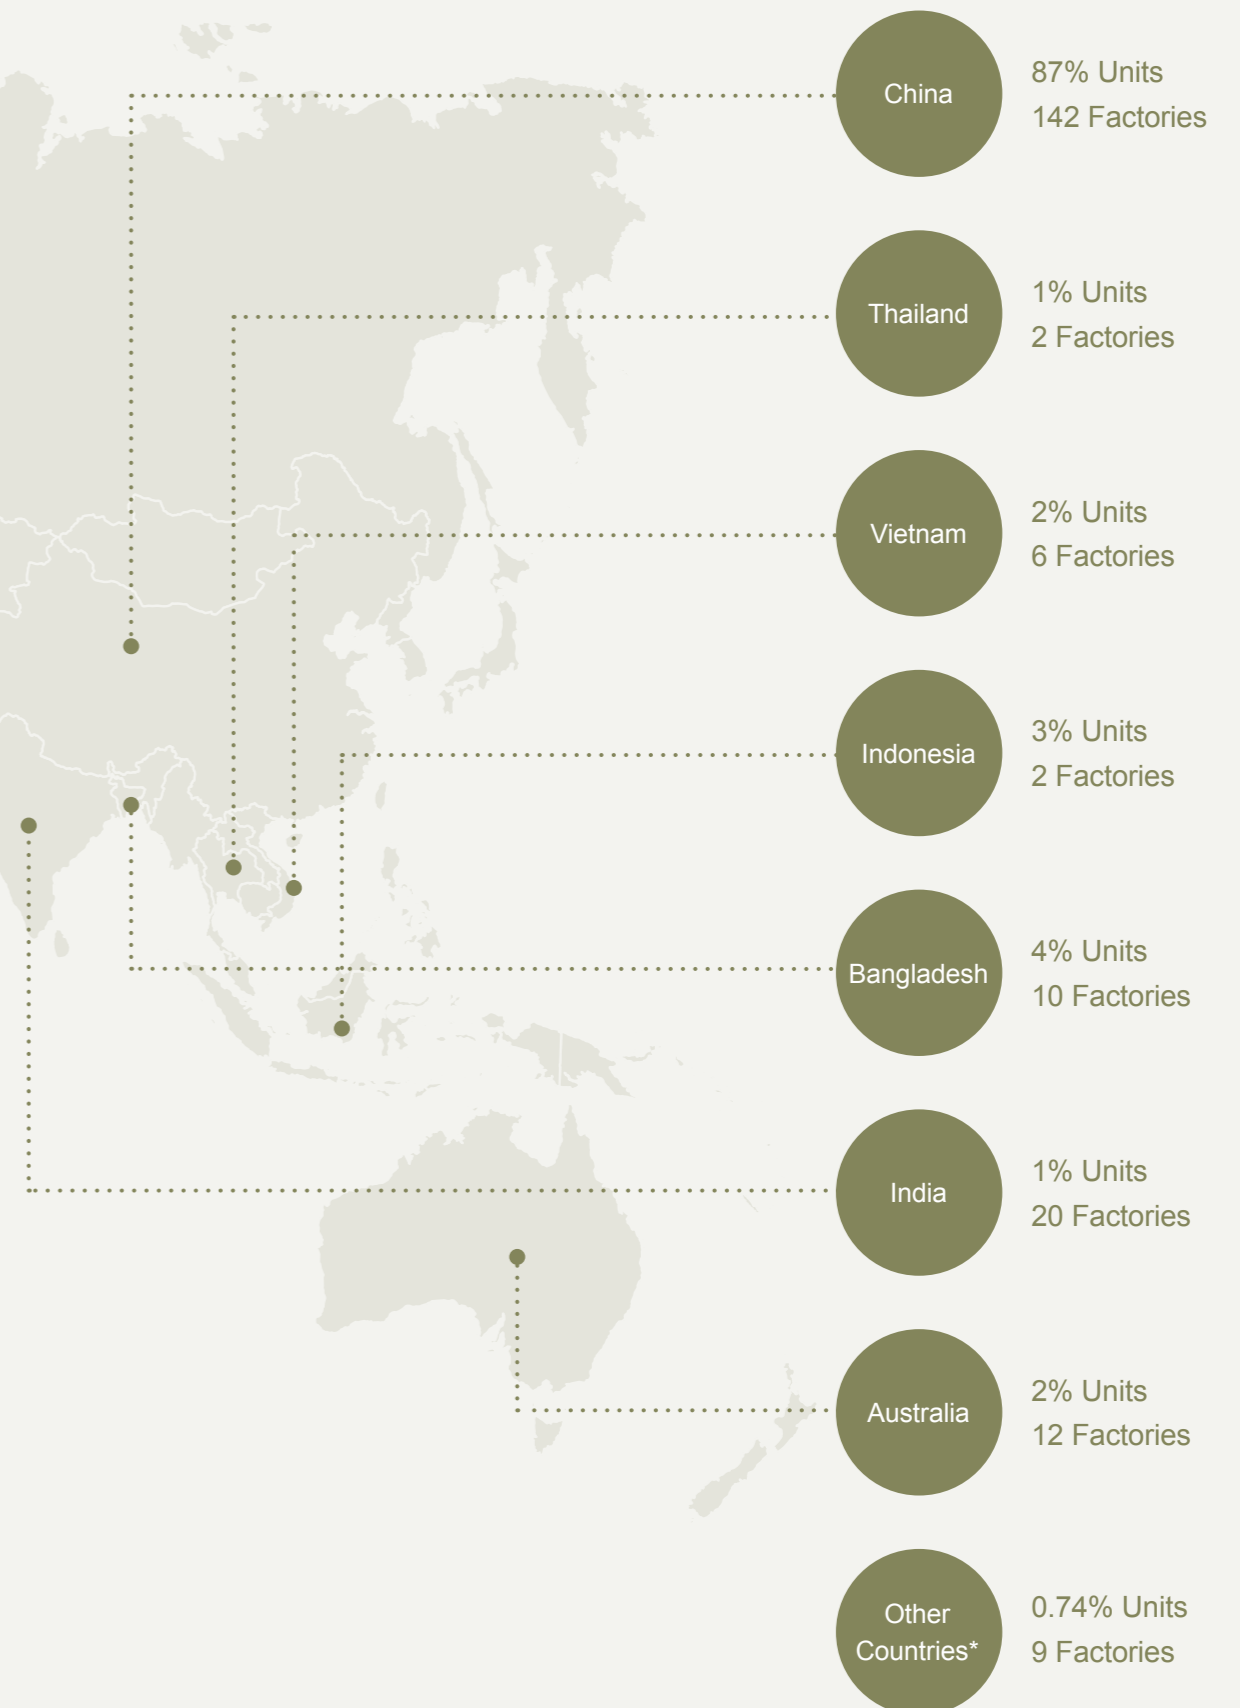 China
87% Units
142 Factories
Thailand
1% Units
2 Factories
Vietnam
2% Units
6 Factories
Indonesia
3% Units
2 Factories
Bangladesh
4% Units
10 Factories
India
1% Units
20 Factories
Australia
2% Units
12 Factories
Other
Countries*
0.74% Units
9 Factories